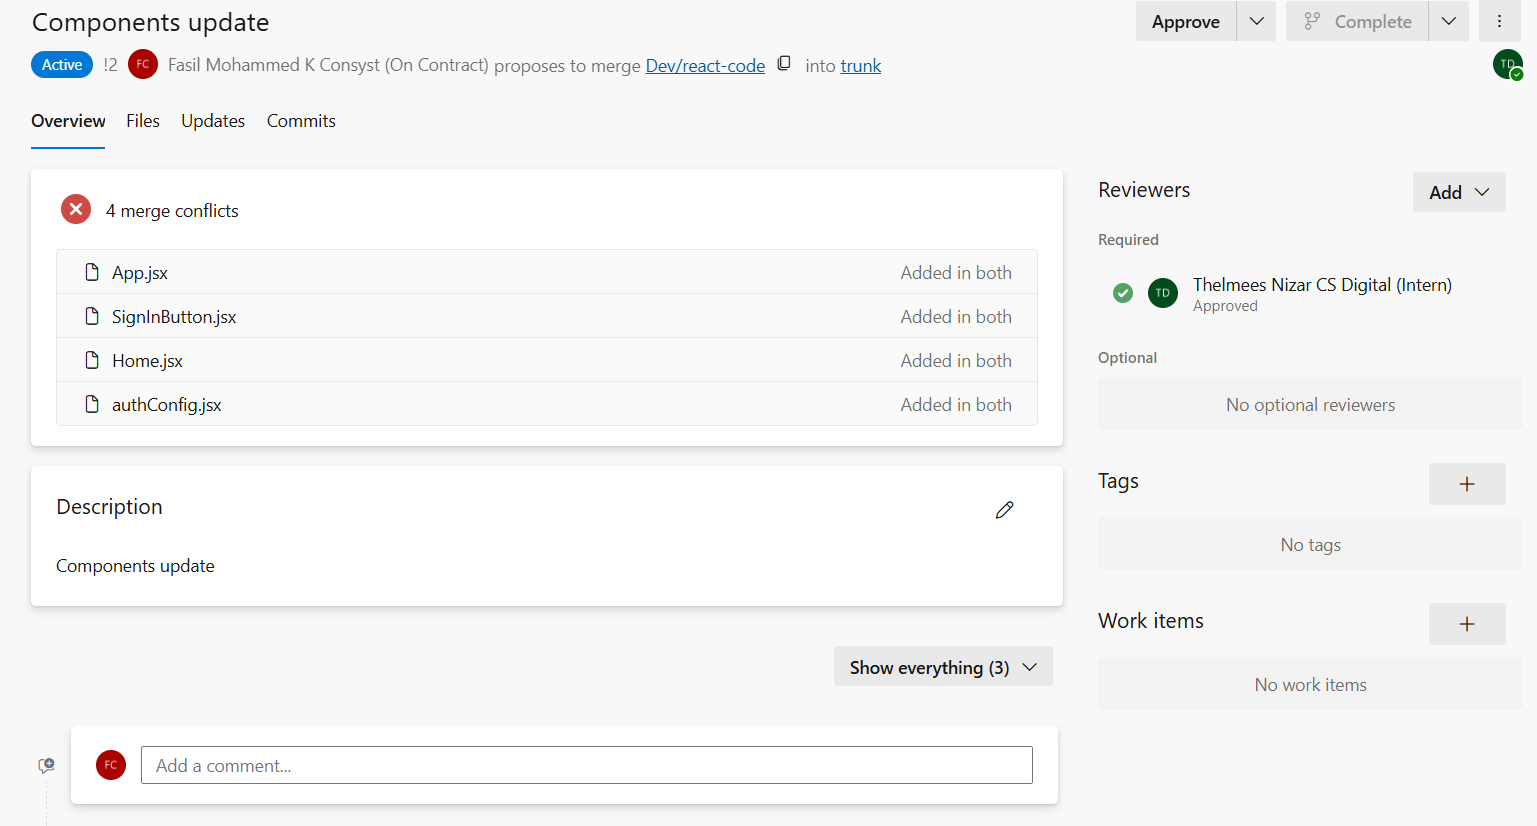 Components update
Approve
Complete
Active !2 FC Fasil Mohammed K Consyst (On Contract) proposes to merge Dev/react-code into trunk
TD
Overview Files Updates Commits
4 merge conflicts
App.jsx Added in both
SignInButton.jsx Added in both
Home.jsx Added in both
authConfig.jsx Added in both
Description
Components update
Show everything (3)
FC Add a comment...
Reviewers
Add
Required
TD Thelmees Nizar CS Digital (Intern)
Approved
Optional
No optional reviewers
Tags
No tags
Work items
No work items